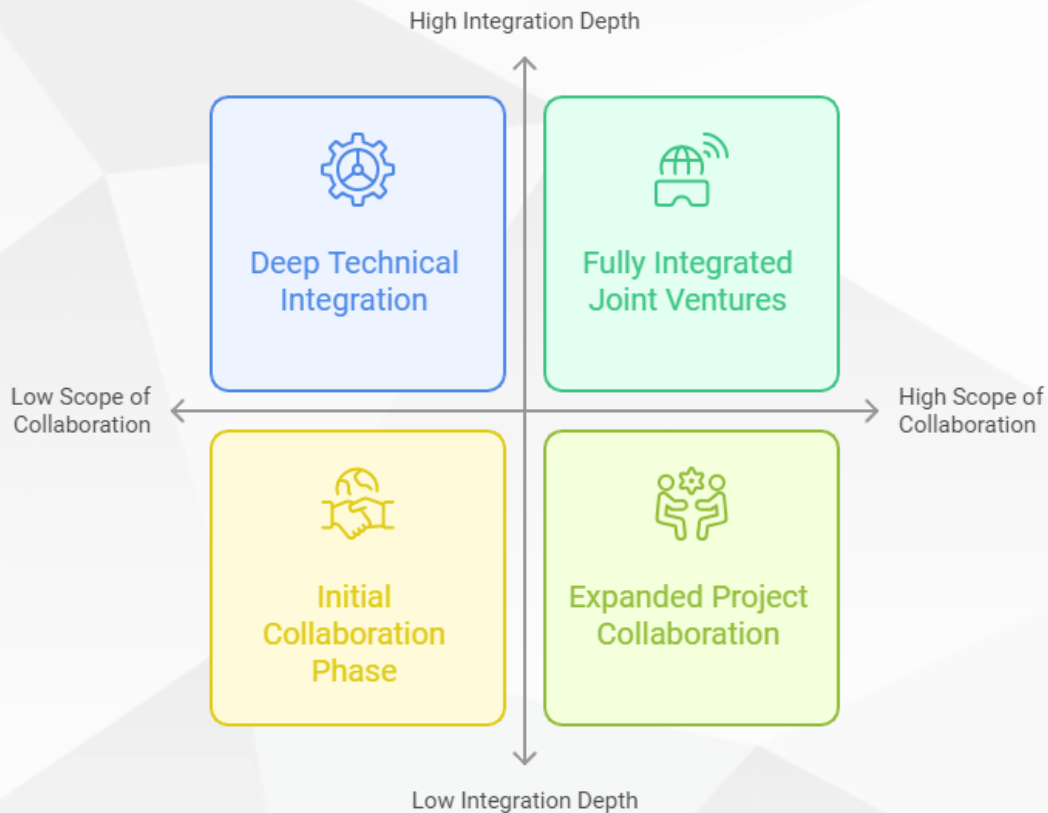 High Integration Depth
Deep Technical
Integration
Fully Integrated
Joint Ventures
Low Scope of
Collaboration
High Scope of
Collaboration
Initial
Collaboration
Phase
Expanded Project
Collaboration
Low Integration Depth